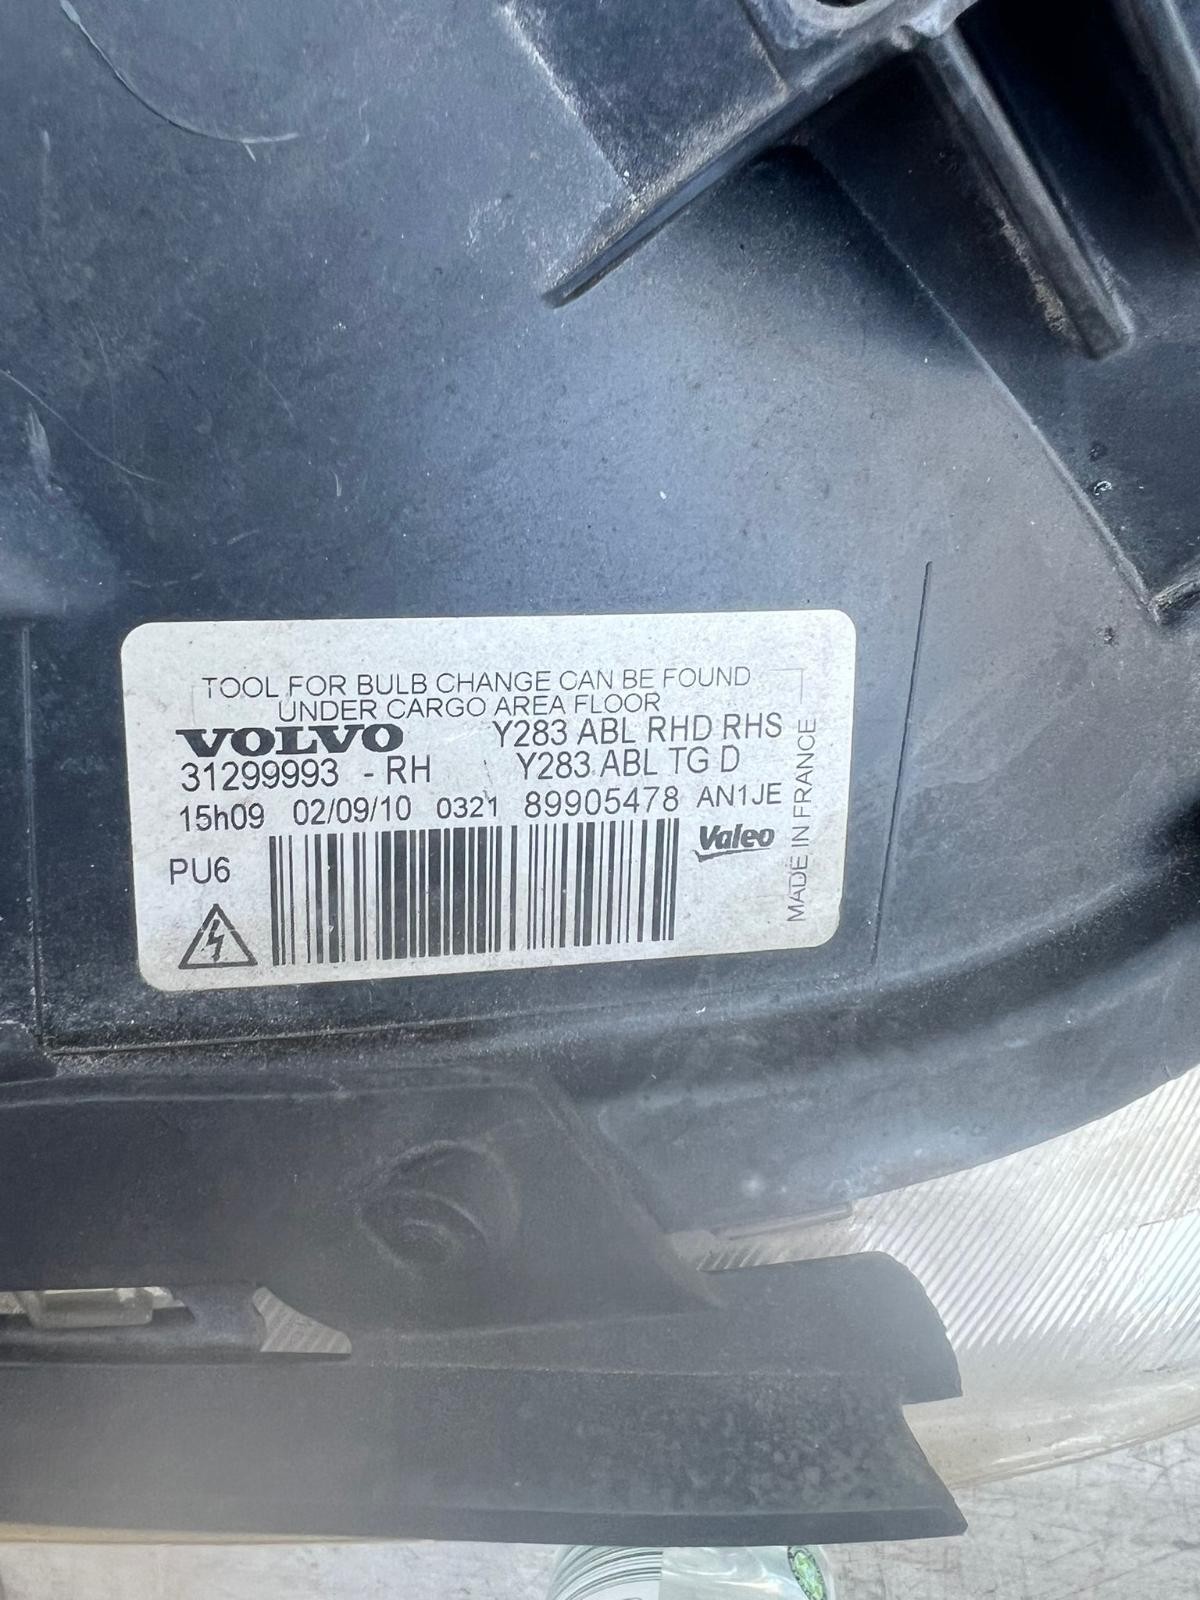 TOOL FOR BULB CHANGE CAN BE FOUND
UNDER CARGO AREA FLOOR
VOLVO Y283 ABL RHD RHS
31299993 - RH Y283 ABL TG D
15h09 02/09/10 0321 89905478 AN1JE
PU6
Valeo
MADE IN FRANCE